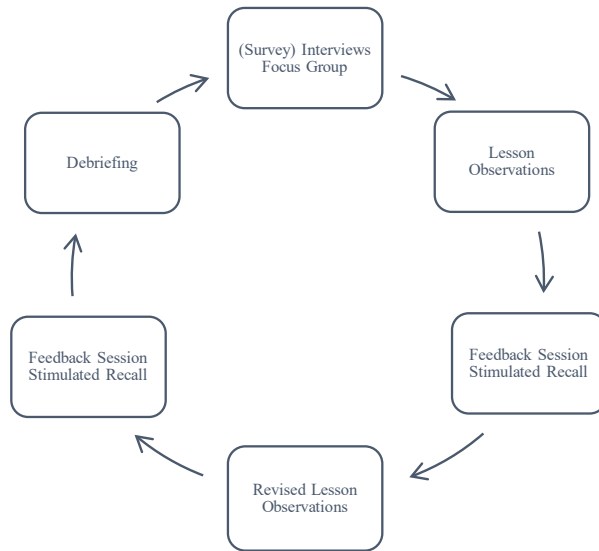 (Survey) Interviews
Focus Group
Lesson
Observations
Feedback Session
Stimulated Recall
Revised Lesson
Observations
Feedback Session
Stimulated Recall
Debriefing